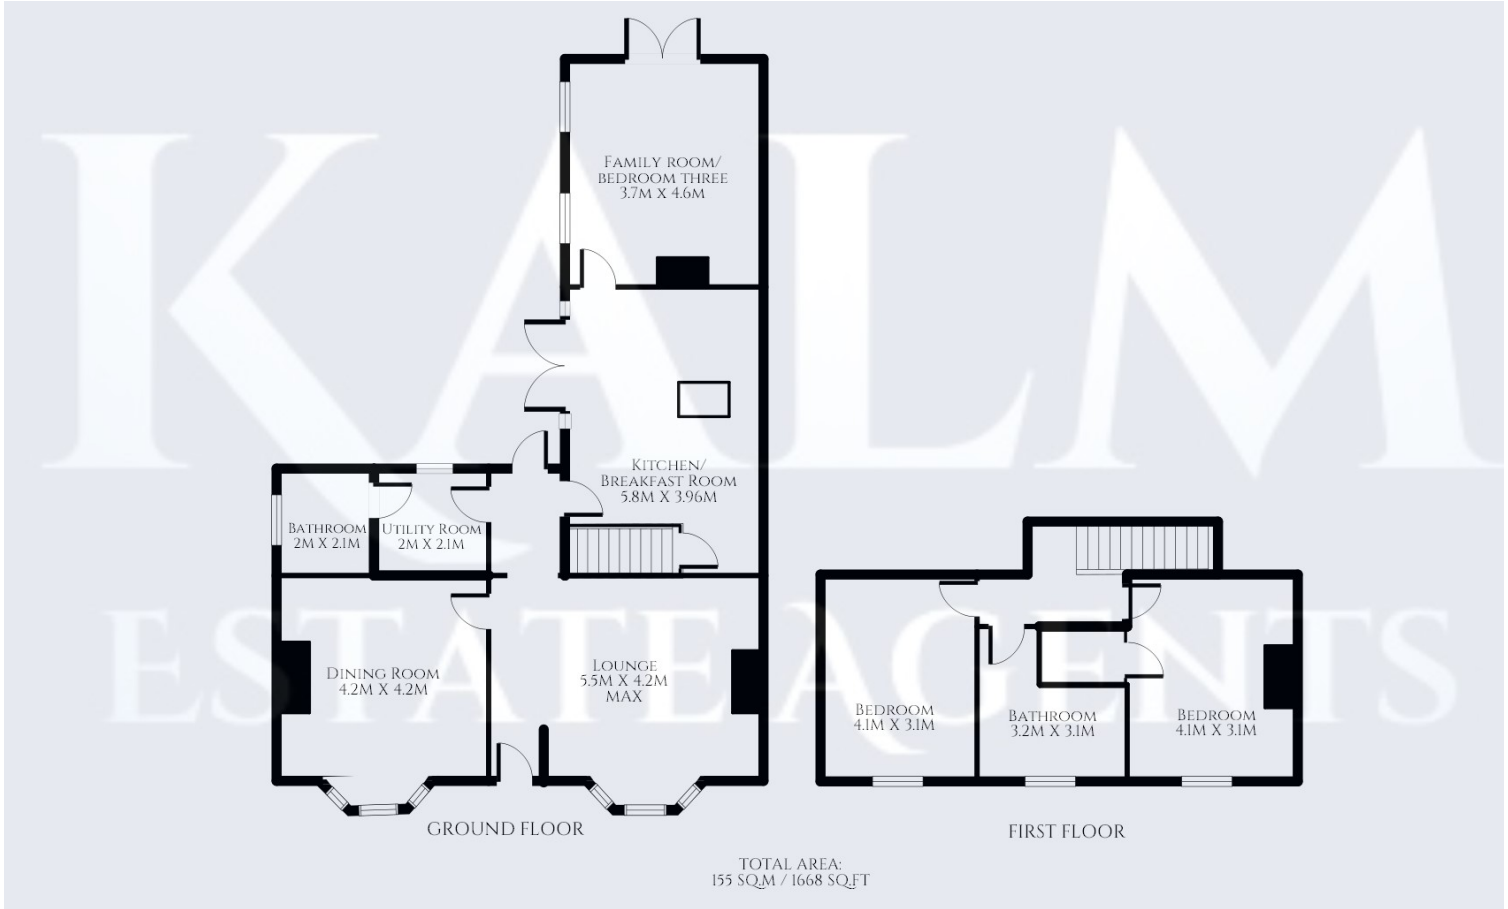 KALM
ESTATE AGENTS
FAMILY ROOM/
BEDROOM THREE
3.7M X 4.6M
KITCHEN/
BREAKFAST ROOM
5.8M X 3.96M
BATHROOM
2M X 2.1M
UTILITY ROOM
2M X 2.1M
DINING ROOM
4.2M X 4.2M
LOUNGE
5.5M X 4.2M
MAX
BEDROOM
4.1M X 3.1M
BATHROOM
3.2M X 3.1M
BEDROOM
4.1M X 3.1M
GROUND FLOOR
FIRST FLOOR
TOTAL AREA:
155 SQ.M / 1668 SQ.FT